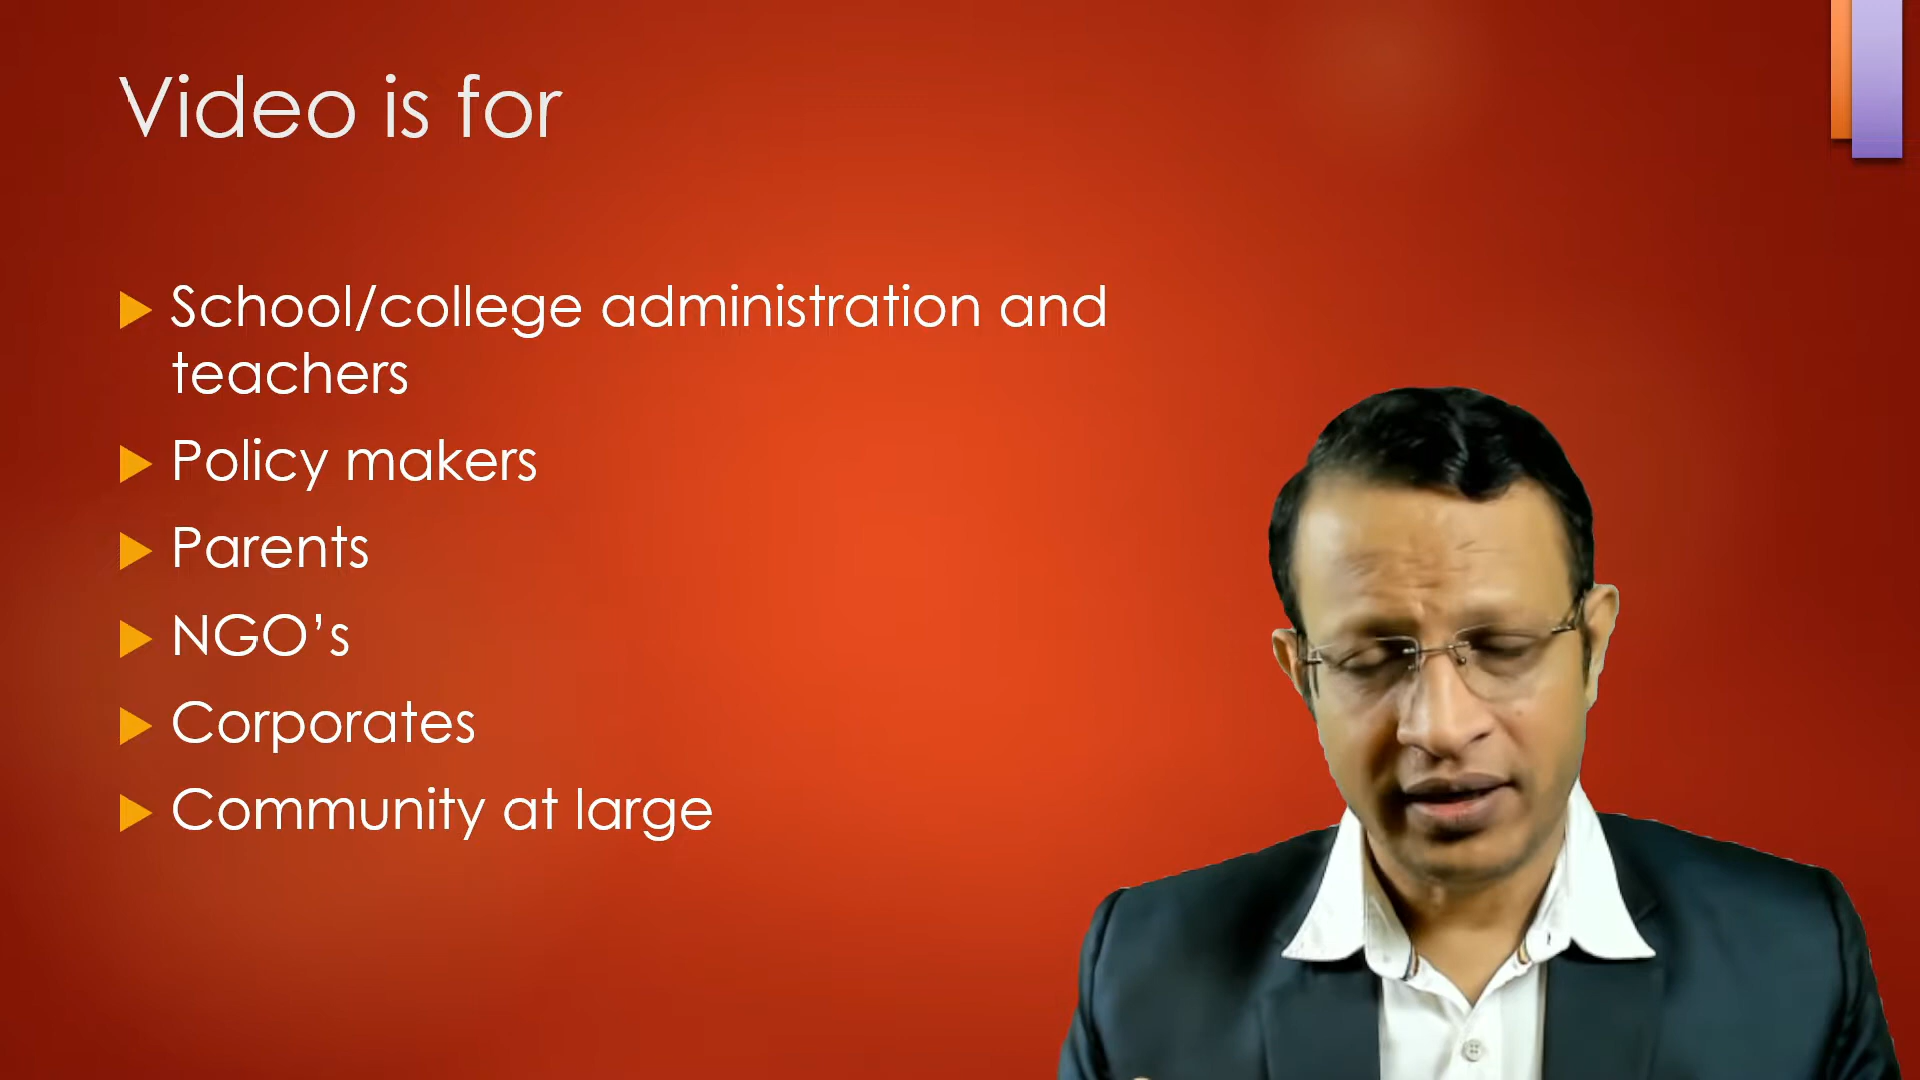 Video is for
School/college administration and
teachers
Policy makers
Parents
NGO’s
Corporates
Community at large